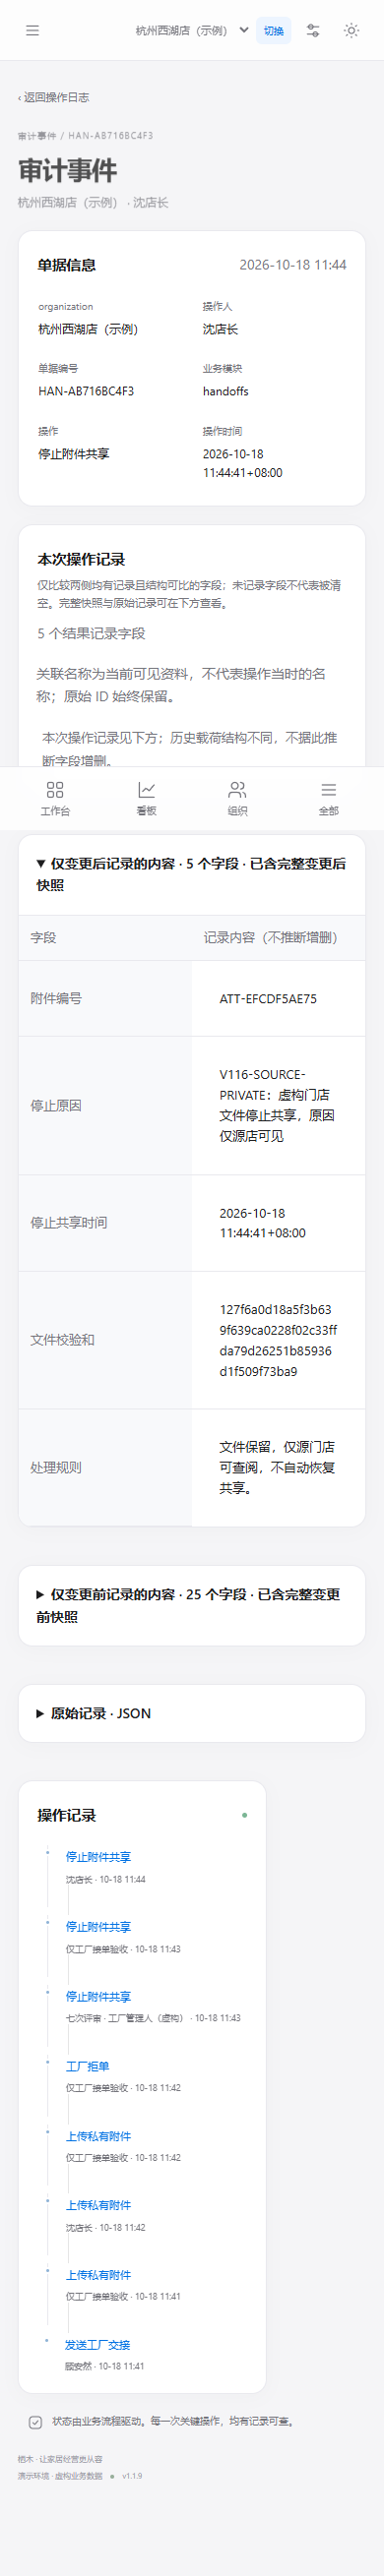 杭州西湖店（示例）
切换
‹ 返回操作日志
审计事件 / HAN-AB716BC4F3
审计事件
杭州西湖店（示例） · 沈店长
单据信息
2026-10-18 11:44
organization
操作人
杭州西湖店（示例）
沈店长
单据编号
业务模块
HAN-AB716BC4F3
handoffs
操作
操作时间
停止附件共享
2026-10-18
11:44:41+08:00
本次操作记录
仅比较两侧均有记录且结构可比的字段；未记录字段不代表被清
空。完整快照与原始记录可在下方查看。
5 个结果记录字段
关联名称为当前可见资料，不代表操作当时的名
称；原始 ID 始终保留。
本次操作记录见下方；历史载荷结构不同，不据此推
断字段增删。
工作台
看板
组织
全部
▼ 仅变更后记录的内容 · 5 个字段 · 已含完整变更后
快照
字段
记录内容（不推断增删）
附件编号
ATT-EFCDF5AE75
停止原因
V116-SOURCE-
PRIVATE：虚构门店
文件停止共享，原因
仅源店可见
停止共享时间
2026-10-18
11:44:41+08:00
文件校验和
127f6a0d18a5f3b63
9f639ca0228f02c33ff
da79d26251b85936
d1f509f73ba9
处理规则
文件保留，仅源门店
可查阅，不自动恢复
共享。
▶ 仅变更前记录的内容 · 25 个字段 · 已含完整变更
前快照
▶ 原始记录 · JSON
操作记录
停止附件共享
沈店长 · 10-18 11:44
停止附件共享
仅工厂接单验收 · 10-18 11:43
停止附件共享
七次评审 · 工厂管理人（虚构） · 10-18 11:43
工厂拒单
仅工厂接单验收 · 10-18 11:42
上传私有附件
仅工厂接单验收 · 10-18 11:42
上传私有附件
沈店长 · 10-18 11:42
上传私有附件
仅工厂接单验收 · 10-18 11:41
发送工厂交接
顾安然 · 10-18 11:41
状态由业务流程驱动。每一次关键操作，均有记录可查。
栖木 · 让家居经营更从容
演示环境 · 虚构业务数据 ● v1.1.9